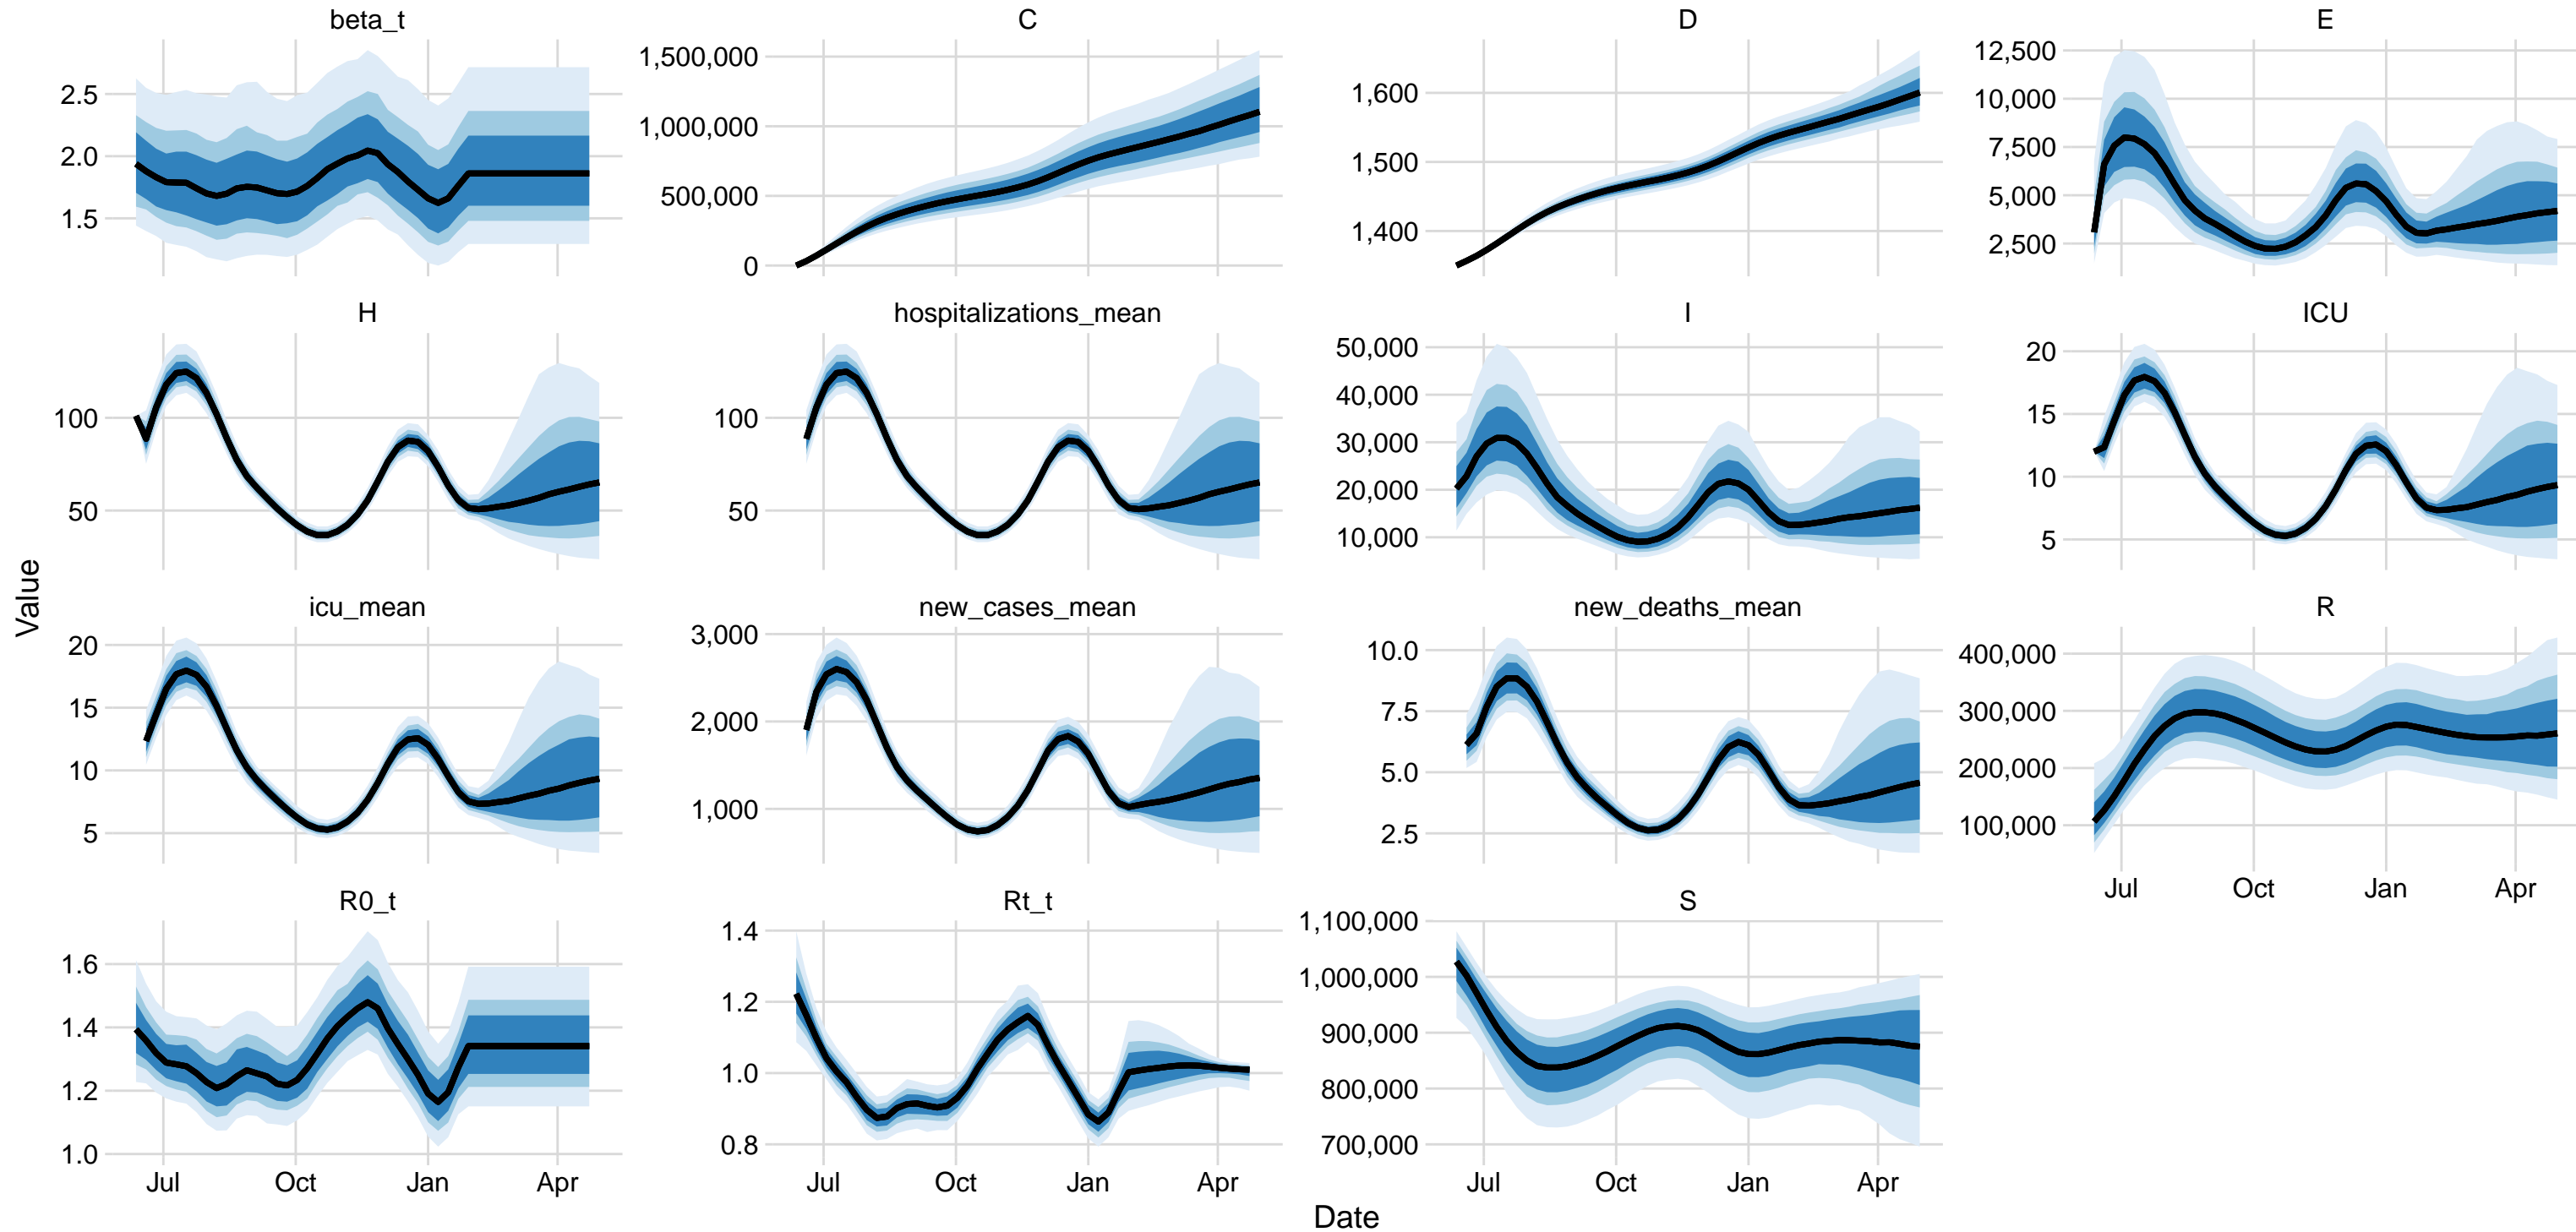 beta_t
C
D
E
2.5
2.0
1.5
1,500,000
1,000,000
500,000
0
1,600
1,500
1,400
12,500
10,000
7,500
5,000
2,500
H
hospitalizations_mean
I
ICU
100
50
100
50
50,000
40,000
30,000
20,000
10,000
20
15
10
5
Value
icu_mean
new_cases_mean
new_deaths_mean
R
20
15
10
5
3,000
2,000
1,000
10.0
7.5
5.0
2.5
400,000
300,000
200,000
100,000
Jul Oct Jan Apr
R0_t
Rt_t
S
1.6
1.4
1.2
1.0
1.4
1.2
1.0
0.8
1,100,000
1,000,000
900,000
800,000
700,000
Jul Oct Jan Apr
Jul Oct Jan Apr
Jul Oct Jan Apr
Date